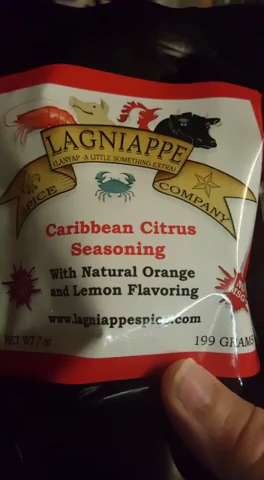 LAGNIAPPE
(LANYAP -A LITTLE SOMETHING EXTRA)
SPICE COMPANY
Caribbean Citrus
Seasoning
With Natural Orange
and Lemon Flavoring
www.lagniappespice.com
NET WT 7 oz 199 GRAMS